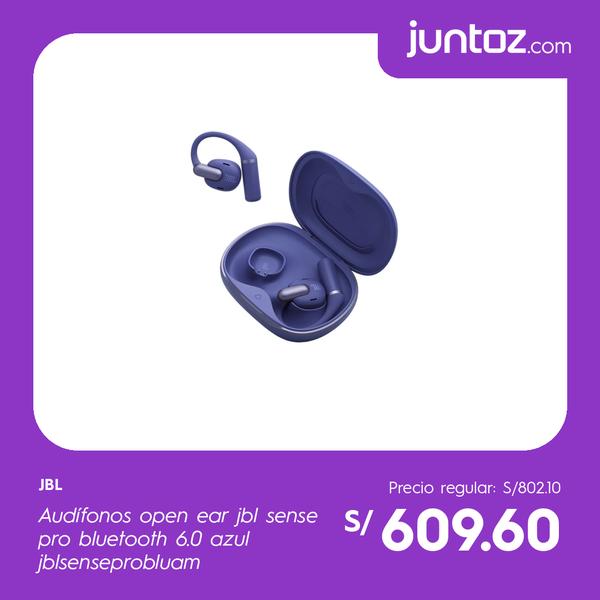 juntoz.com
JBL
Audífonos open ear jbl sense
pro bluetooth 6.0 azul
jblsenseprobluam
Precio regular: S/802.10
S/ 609.60